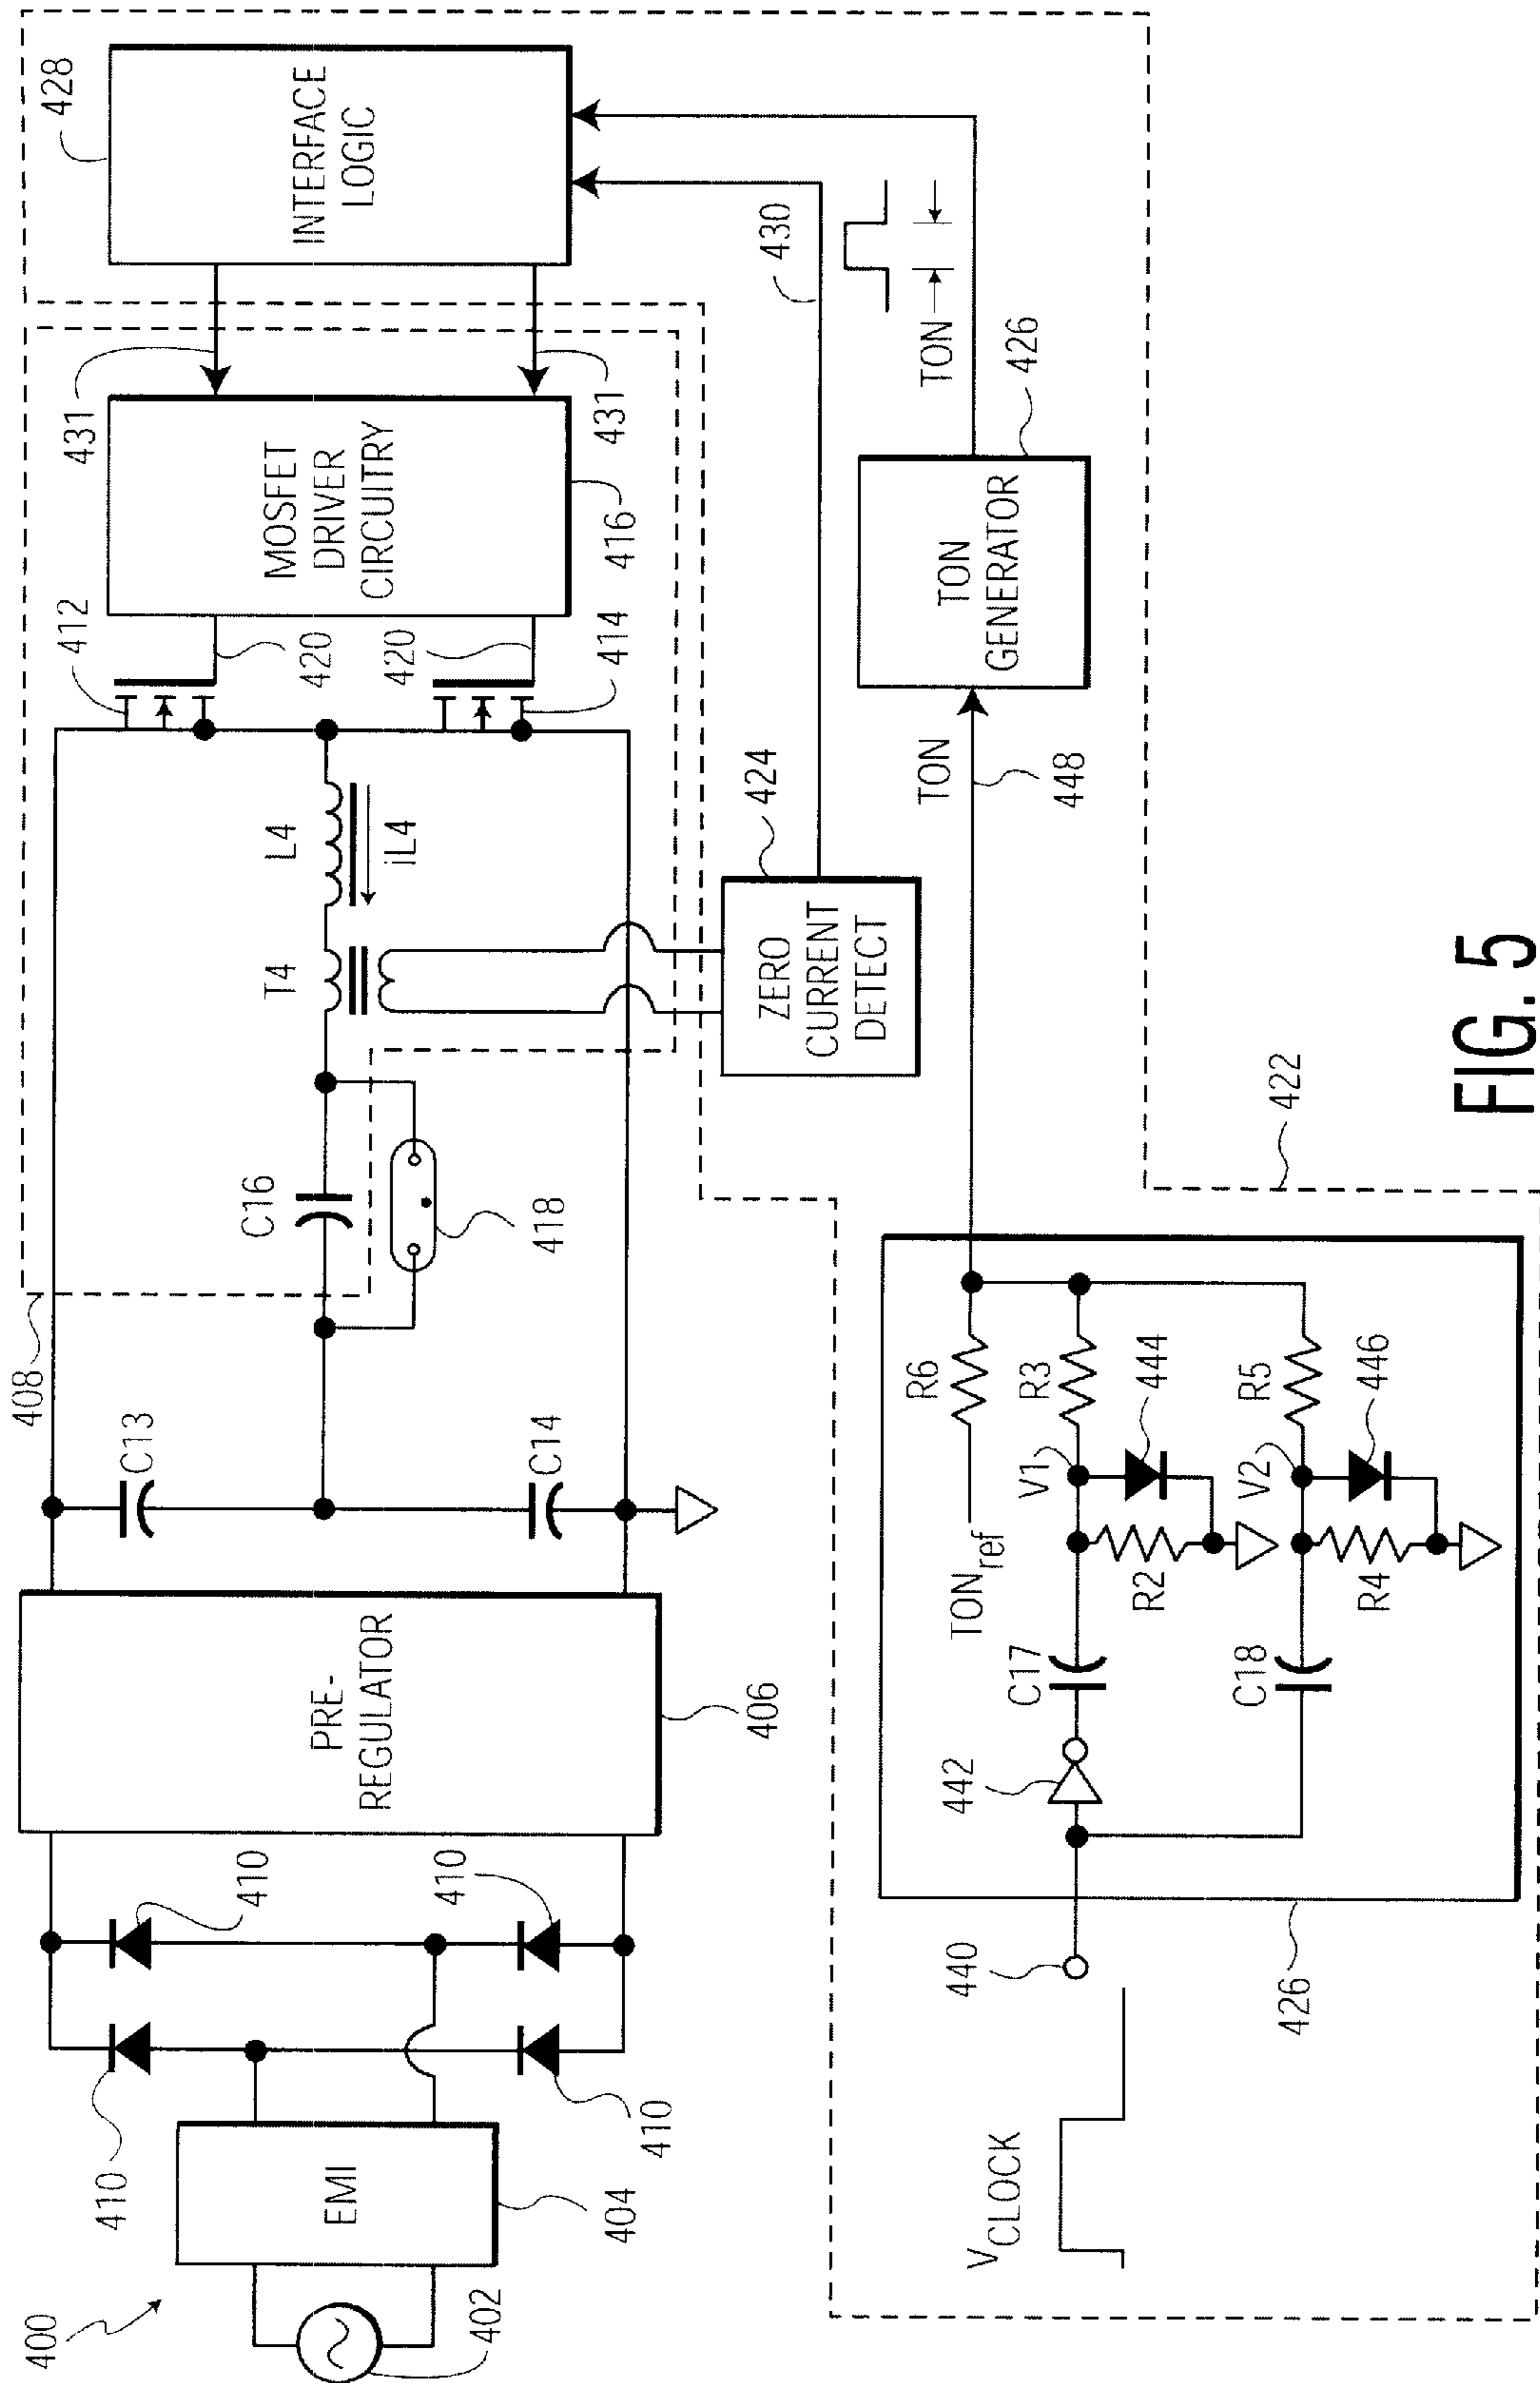 400
402
EMI
404
410
410
410
410
PRE-
REGULATOR
406
408
C13
C14
C16
418
T4
L4
iL4
412
414
420
420
MOSFET
DRIVER
CIRCUITRY
416
431
431
INTERFACE
LOGIC
428
ZERO
CURRENT
DETECT
424
430
VCLOCK
440
442
C17
C18
R2
R4
V1
V2
444
446
R3
R5
R6
TONref
426
422
TON
448
TON
GENERATOR
426
TON
FIG. 5